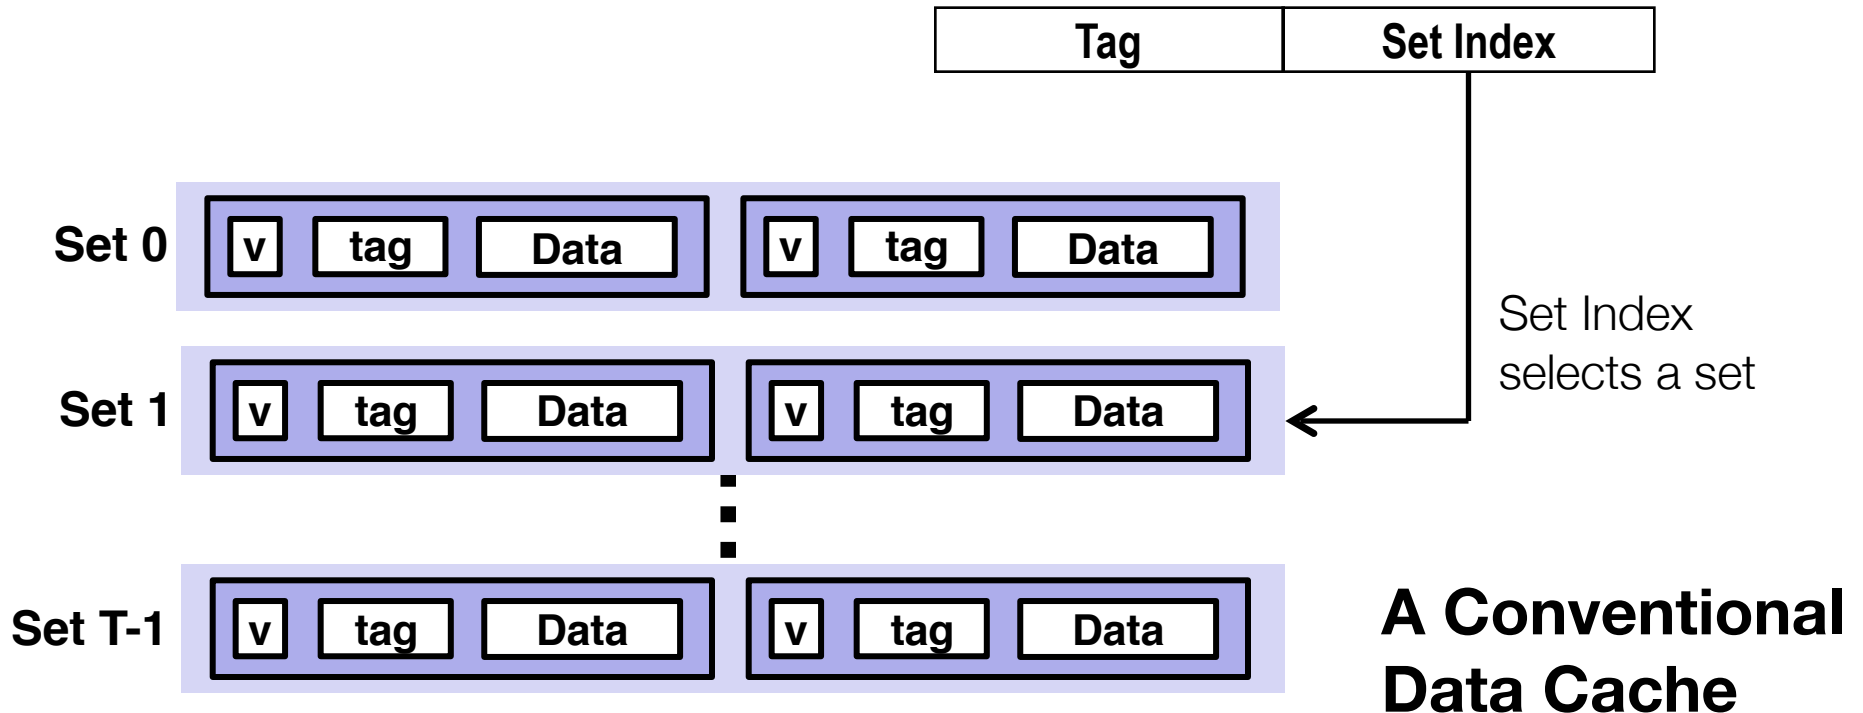 Tag Set Index
Set 0 v tag Data v tag Data
Set Index
selects a set
Set 1 v tag Data v tag Data
Set T-1 v tag Data v tag Data
A Conventional
Data Cache